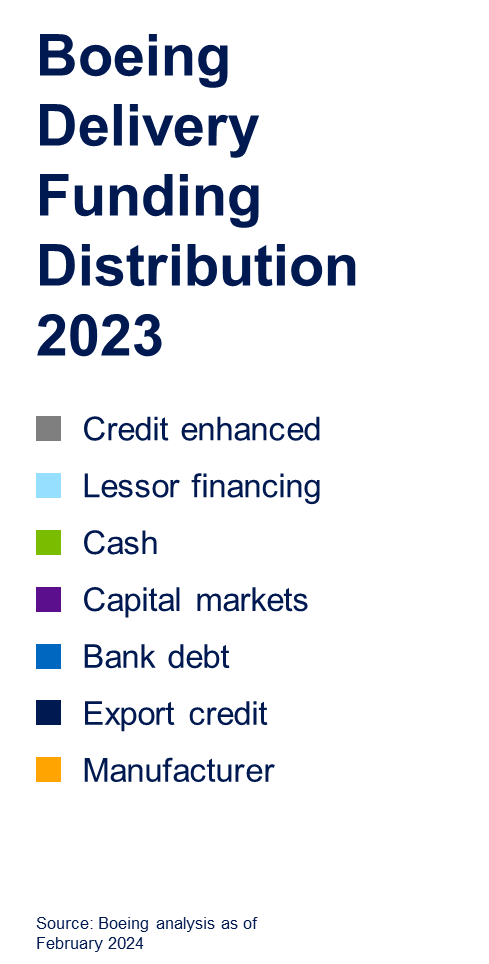 Boeing
Delivery
Funding
Distribution
2023
Credit enhanced
Lessor financing
Cash
Capital markets
Bank debt
Export credit
Manufacturer
Source: Boeing analysis as of
February 2024